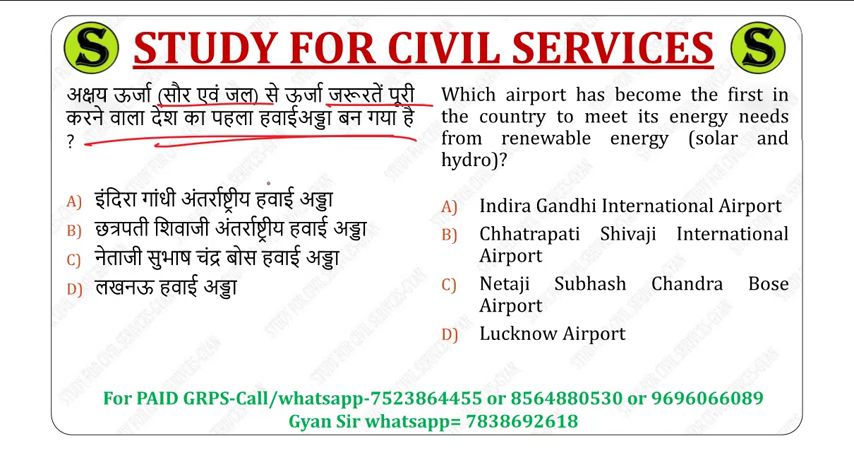 S STUDY FOR CIVIL SERVICES S
अक्षय ऊर्जा (सौर एवं जल) से ऊर्जा जरूरतें पूरी
करने वाला देश का पहला हवाईअड्डा बन गया है
?
A) इंदिरा गांधी अंतर्राष्ट्रीय हवाई अड्डा
B) छत्रपती शिवाजी अंतर्राष्ट्रीय हवाई अड्डा
C) नेताजी सुभाष चंद्र बोस हवाई अड्डा
D) लखनऊ हवाई अड्डा
Which airport has become the first in
the country to meet its energy needs
from renewable energy (solar and
hydro)?
A) Indira Gandhi International Airport
B) Chhatrapati Shivaji International
Airport
C) Netaji Subhash Chandra Bose
Airport
D) Lucknow Airport
For PAID GRPS-Call/whatsapp-7523864455 or 8564880530 or 9696066089
Gyan Sir whatsapp= 7838692618